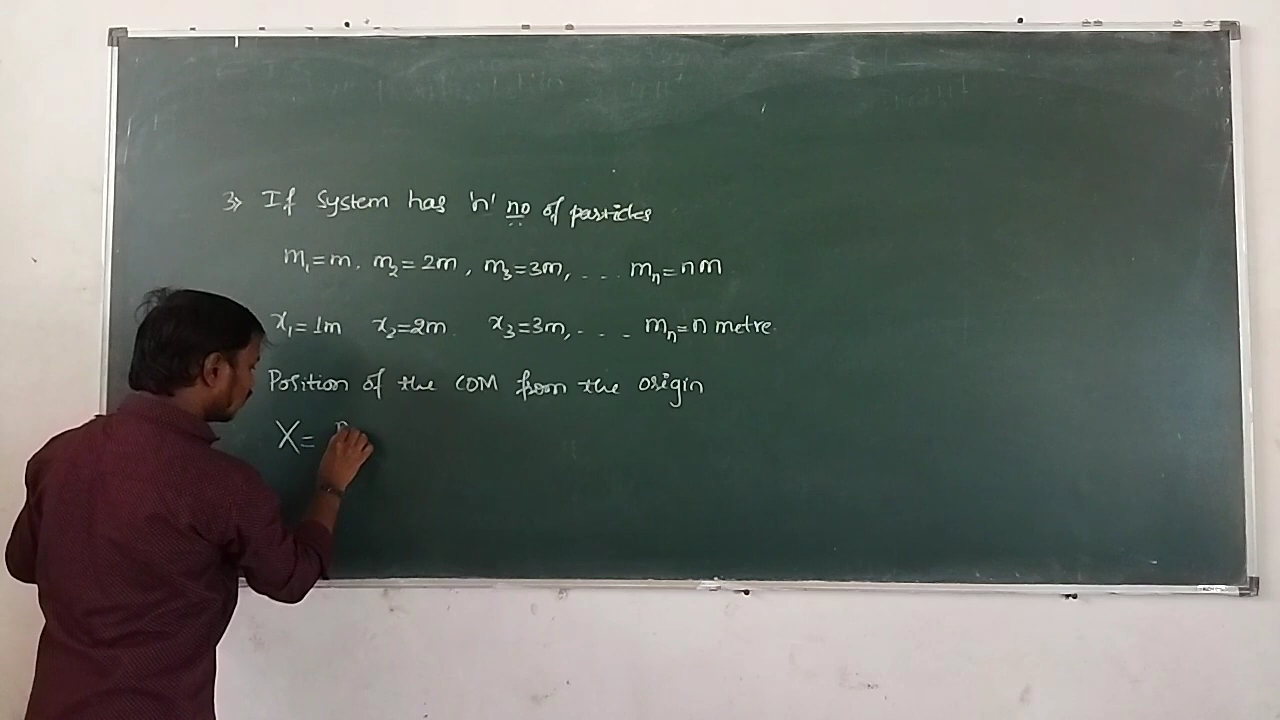 3» If System has 'n' no of particles
m₁=m, m₂=2m, m₃=3m, ... mₙ=nm
x₁=1m x₂=2m x₃=3m, ... mₙ=n metre
Position of the COM from the origin
X=